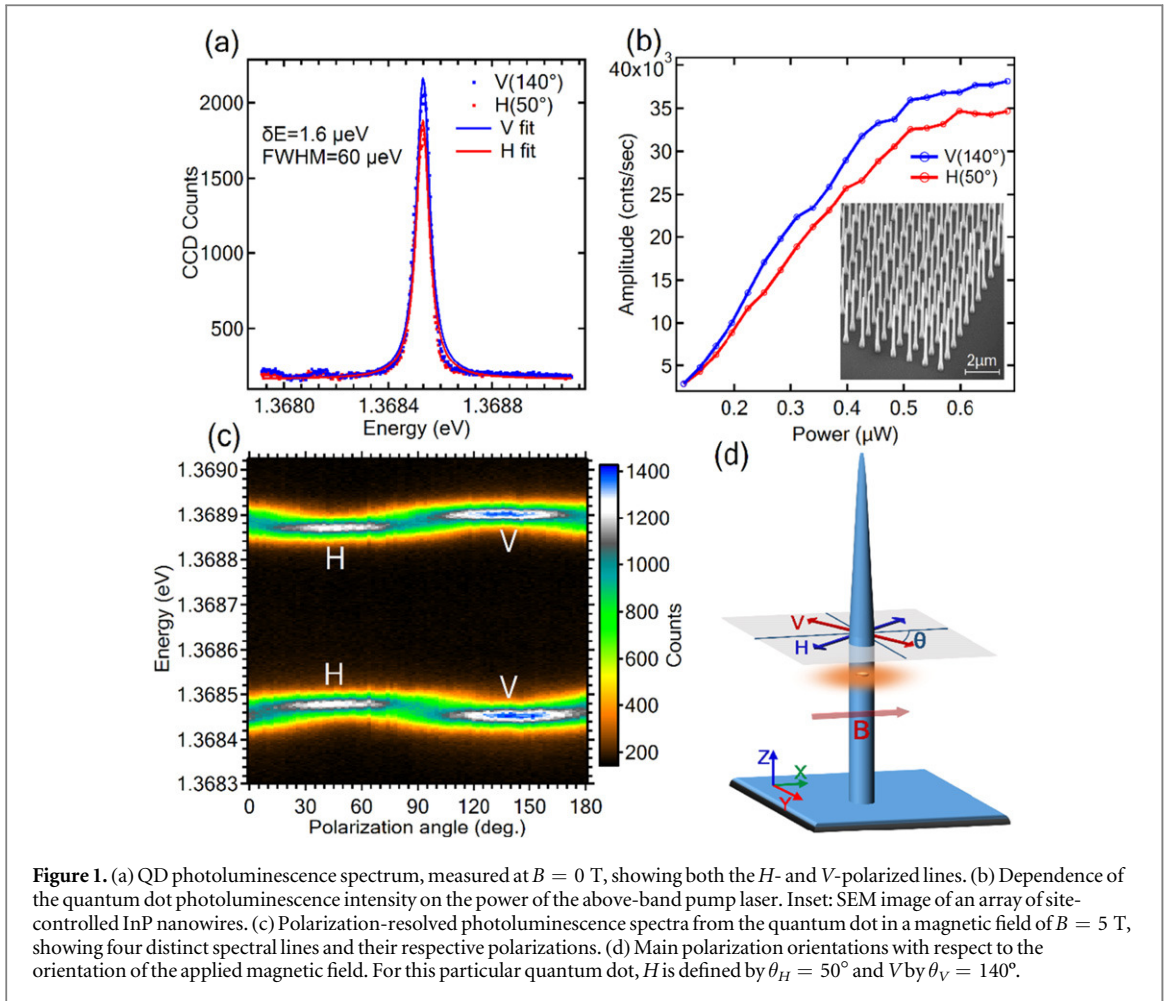 (a)
2000
1500
1000
500
CCD Counts
δE=1.6 μeV
FWHM=60 μeV
V(140°)
H(50°)
V fit
H fit
1.3680
1.3684
1.3688
Energy (eV)
(b)
40x10³
35
30
25
20
15
10
5
Amplitude (cnts/sec)
V(140°)
H(50°)
2μm
0.2
0.3
0.4
0.5
0.6
Power (μW)
(c)
1.3690
1.3689
1.3688
1.3687
1.3686
1.3685
1.3684
1.3683
Energy (eV)
H
V
H
V
0
30
60
90
120
150
180
Polarization angle (deg.)
1400
1200
1000
800
600
400
200
Counts
(d)
V
H
θ
B
Z
X
Y
Figure 1. (a) QD photoluminescence spectrum, measured at B = 0 T, showing both the H- and V-polarized lines. (b) Dependence of
the quantum dot photoluminescence intensity on the power of the above-band pump laser. Inset: SEM image of an array of site-
controlled InP nanowires. (c) Polarization-resolved photoluminescence spectra from the quantum dot in a magnetic field of B = 5 T,
showing four distinct spectral lines and their respective polarizations. (d) Main polarization orientations with respect to the
orientation of the applied magnetic field. For this particular quantum dot, H is defined by θH = 50° and V by θV = 140°.